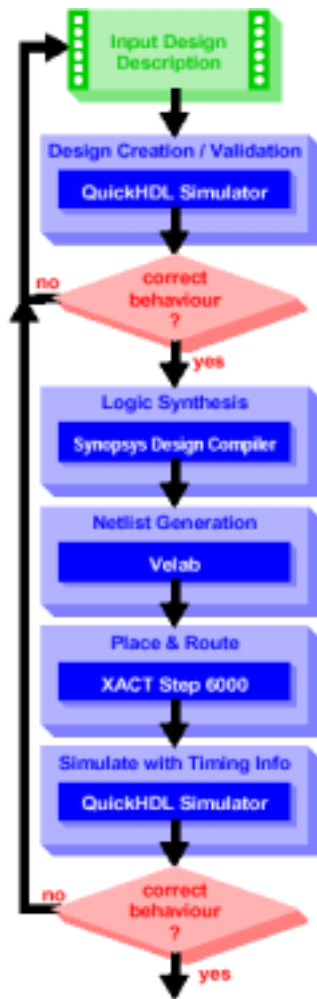 Input Design
Description
Design Creation / Validation
QuickHDL Simulator
no
correct
behaviour
?
yes
Logic Synthesis
Synopsys Design Compiler
Netlist Generation
Velab
Place & Route
XACT Step 6000
Simulate with Timing Info
QuickHDL Simulator
no
correct
behaviour
?
yes